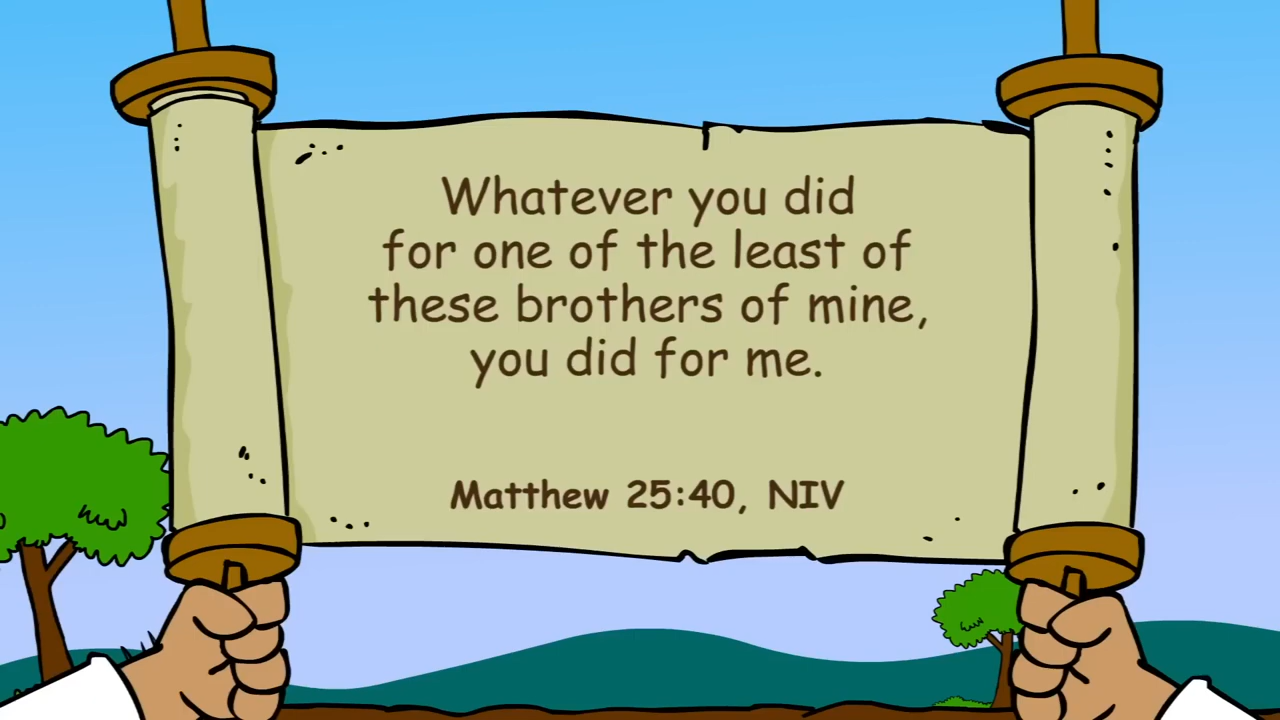 Whatever you did
for one of the least of
these brothers of mine,
you did for me.
Matthew 25:40, NIV